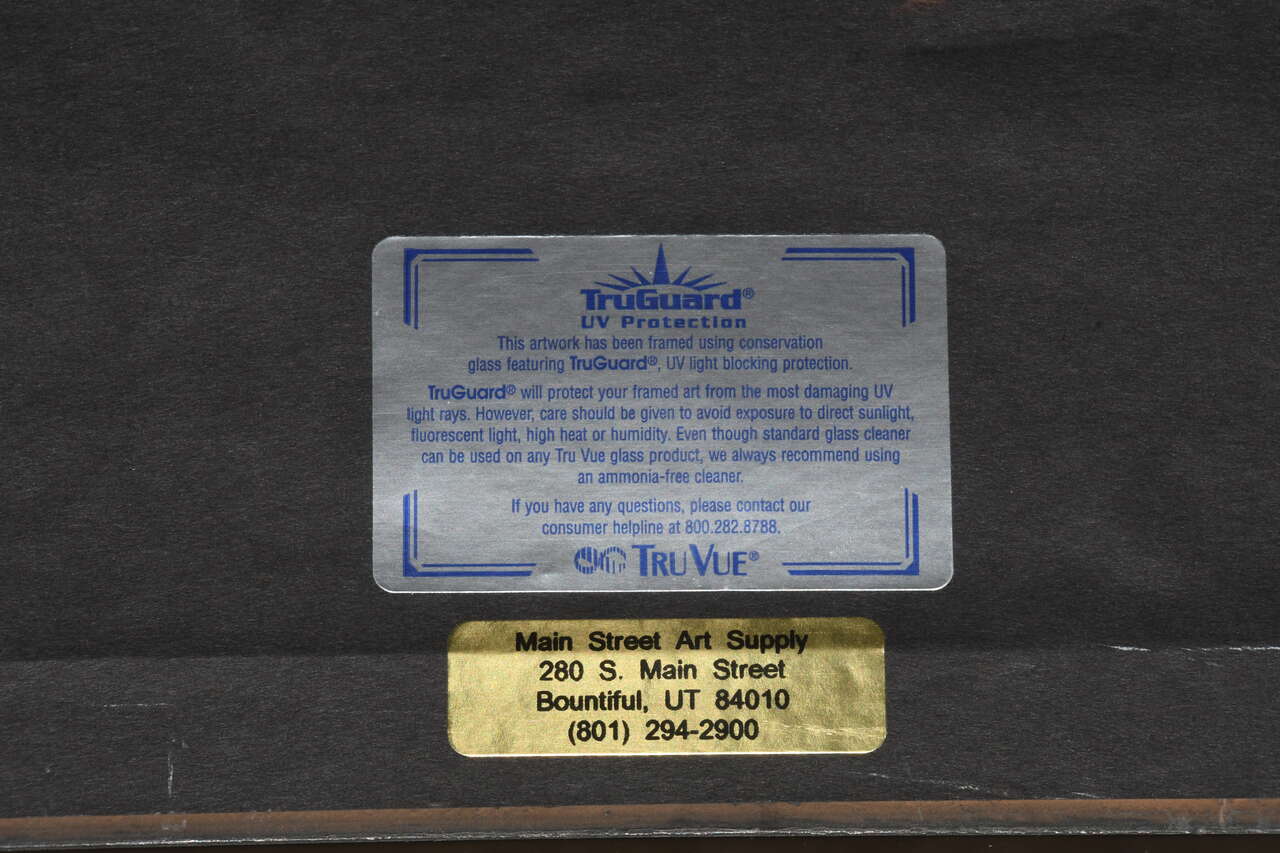 TruGuard®
UV Protection
This artwork has been framed using conservation
glass featuring TruGuard®, UV light blocking protection.
TruGuard® will protect your framed art from the most damaging UV
light rays. However, care should be given to avoid exposure to direct sunlight,
fluorescent light, high heat or humidity. Even though standard glass cleaner
can be used on any Tru Vue glass product, we always recommend using
an ammonia-free cleaner.
If you have any questions, please contact our
consumer helpline at 800.282.8788.
TRU VUE®
Main Street Art Supply
280 S. Main Street
Bountiful, UT 84010
(801) 294-2900